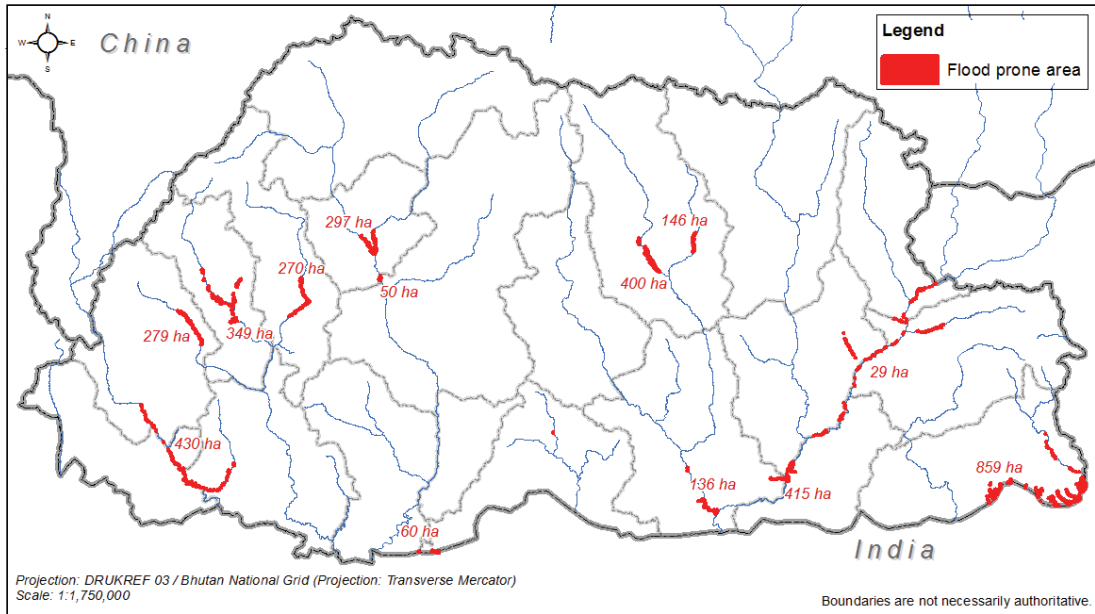 N
W
E
S
China
Legend
Flood prone area
297 ha
146 ha
270 ha
400 ha
50 ha
279 ha
349 ha
29 ha
430 ha
859 ha
136 ha
415 ha
60 ha
India
Projection: DRUKREF 03 / Bhutan National Grid (Projection: Transverse Mercator)
Scale: 1:1,750,000
Boundaries are not necessarily authoritative.